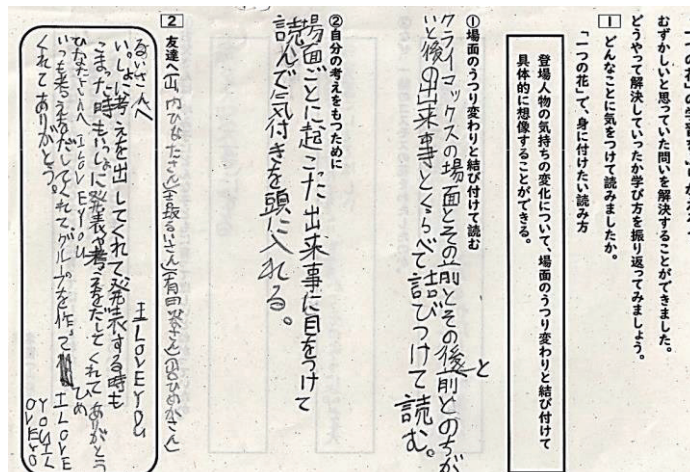 むずかしいと思っていた問いを解決することができました。
どうやって解決していったか学び方を振り返ってみましょう。
1 どんなことに気をつけて読みましたか。
「一つの花」で、身に付けたい読み方
登場人物の気持ちの変化について、場面のうつり変わりと結び付けて
具体的に想像することができる。
①場面のうつり変わりと結び付けて読む
クライマックスの場面とその前とその後前とのちが
いと後の出来事とくらべて結びつけて読む。
と
②自分の考えをもつために
場面ごとに起こた出来事に目をつけて
読んで気付きを頭に入れる。
2 友達へ
るいさんへ
いっしょに考えを出してくれて発表する時も
こまった時もいっしょに発表や考えをだしてくれてありがとう
I LOVE YOU
ひなたさんへ I LOVE YOU
いつも考えをだしてくれてグループを作って
くれてありがとう。
I LOVE
YOU